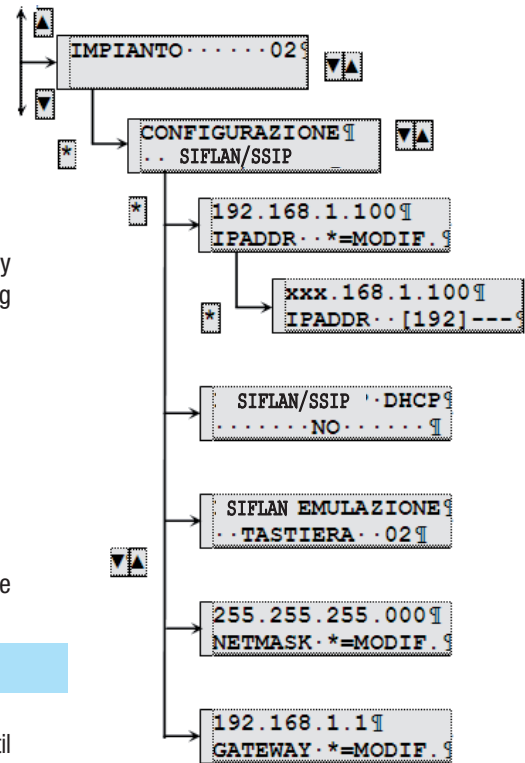 ▲
IMPIANTO······02¶
▼▲
▼
*
CONFIGURAZIONE¶
.. SIFLAN/SSIP
▼▲
*
192.168.1.100¶
IPADDR··*=MODIF.¶
y
g
*
xxx.168.1.100¶
IPADDR··[192]---¶
SIFLAN/SSIP ··DHCP¶
·······NO······¶
SIFLAN EMULAZIONE¶
··TASTIERA··02¶
▼▲
e
255.255.255.000¶
NETMASK·*=MODIF.¶
til
192.168.1.1¶
GATEWAY·*=MODIF.¶